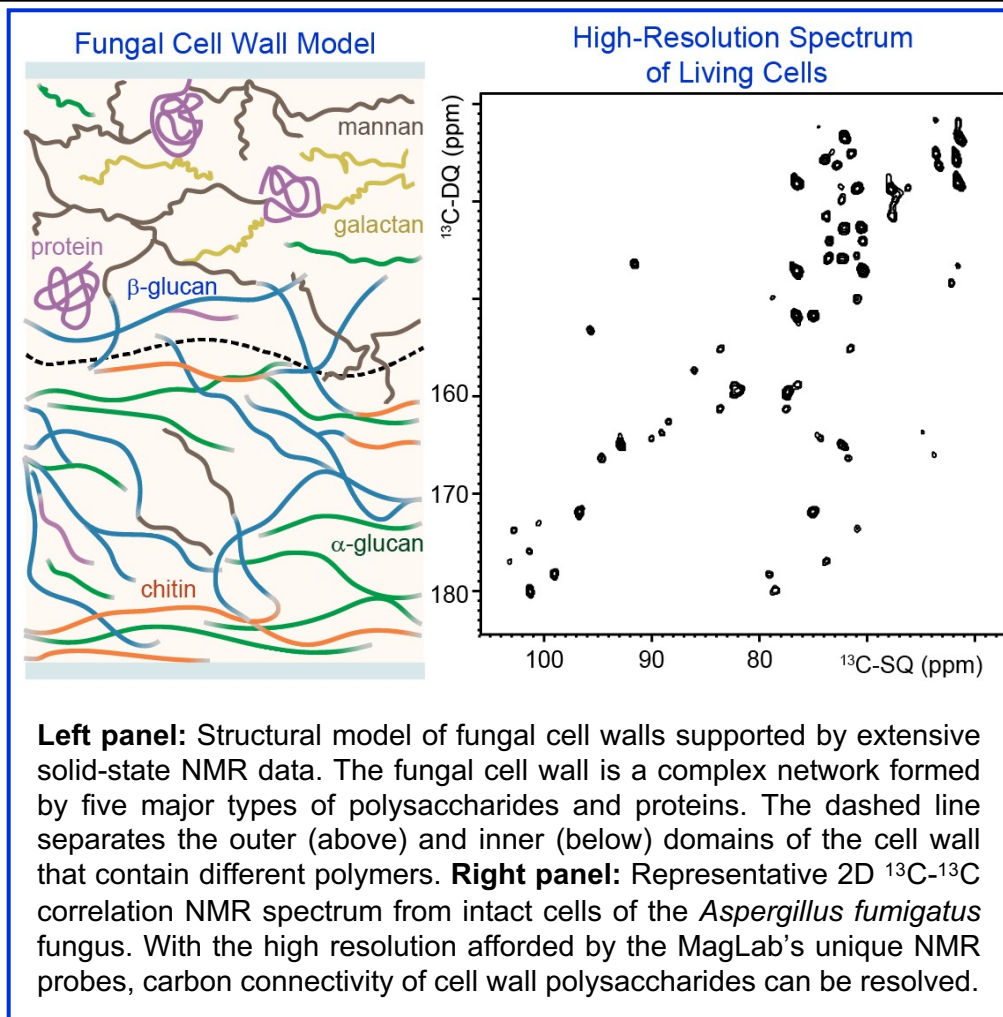 Fungal Cell Wall Model
High-Resolution Spectrum
of Living Cells
mannan
galactan
protein
β-glucan
α-glucan
chitin
¹³C-DQ (ppm)
160
170
180
100
90
80
¹³C-SQ (ppm)
Left panel: Structural model of fungal cell walls supported by extensive
solid-state NMR data. The fungal cell wall is a complex network formed
by five major types of polysaccharides and proteins. The dashed line
separates the outer (above) and inner (below) domains of the cell wall
that contain different polymers. Right panel: Representative 2D ¹³C-¹³C
correlation NMR spectrum from intact cells of the Aspergillus fumigatus
fungus. With the high resolution afforded by the MagLab's unique NMR
probes, carbon connectivity of cell wall polysaccharides can be resolved.